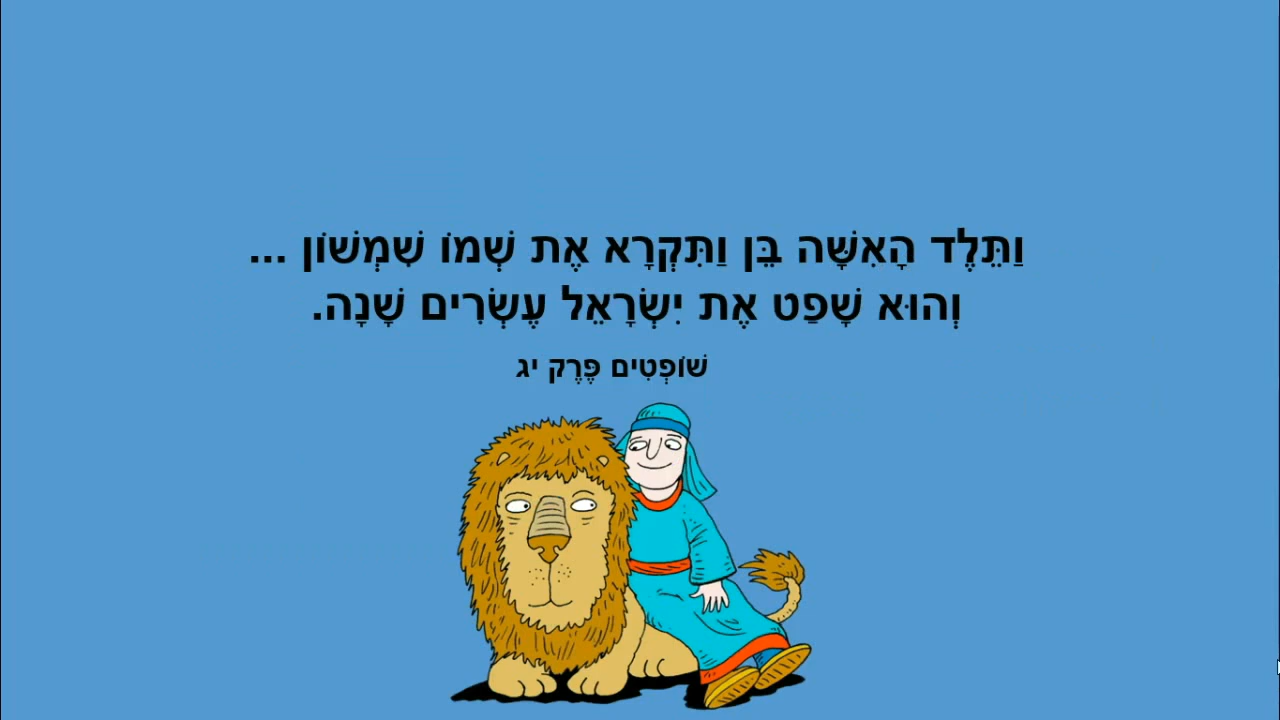 וַתֵּלֶד הָאִשָּׁה בֵּן וַתִּקְרָא אֶת שְׁמוֹ שִׁמְשׁוֹן ...
וְהוּא שָׁפַט אֶת יִשְׂרָאֵל עֶשְׂרִים שָׁנָה.
שׁוֹפְטִים פֶּרֶק יג